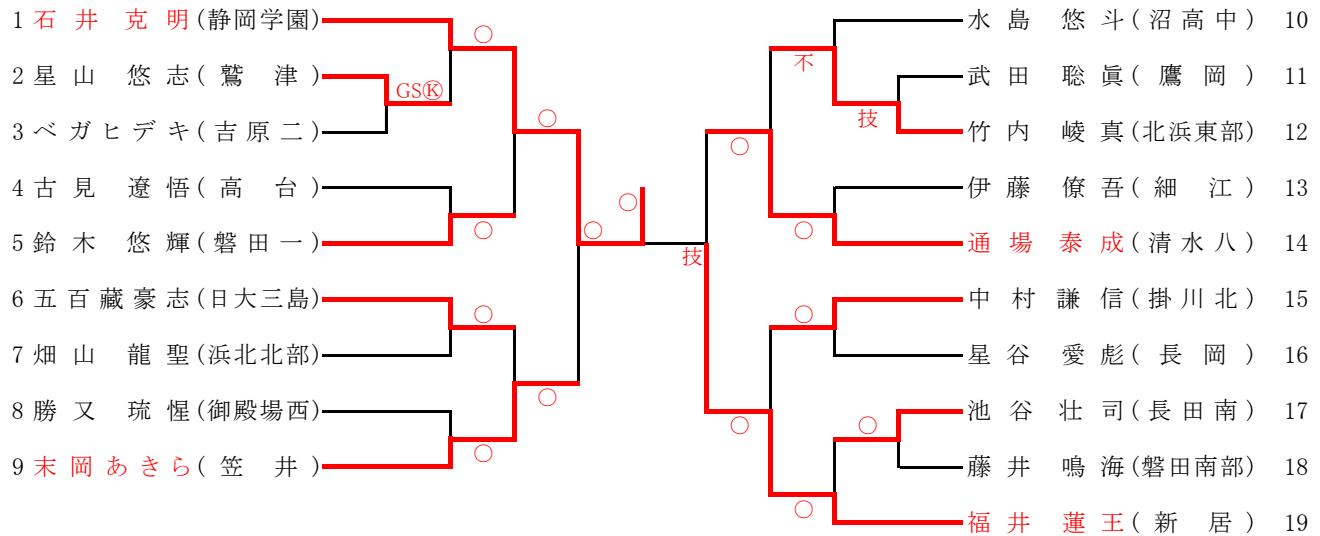 1 石井 克明 (静岡学園)
2 星山 悠志 (鷲津)
GSⓀ
3 ベガヒデキ (吉原二)
4 古見 遼悟 (高台)
5 鈴木 悠輝 (磐田一)
6 五百藏豪志 (日大三島)
7 畑山 龍聖 (浜北北部)
8 勝又 琉惺 (御殿場西)
9 末岡あきら (笠井)
○
○
○
○
○
○
○
○
技
水島 悠斗 (沼高中) 10
不
武田 聡眞 (鷹岡) 11
技
竹内 崚真 (北浜東部) 12
伊藤 僚吾 (細江) 13
通場 泰成 (清水八) 14
中村 謙信 (掛川北) 15
星谷 愛彪 (長岡) 16
池谷 壮司 (長田南) 17
藤井 鳴海 (磐田南部) 18
福井 蓮王 (新居) 19
○
○
○
○
○
○